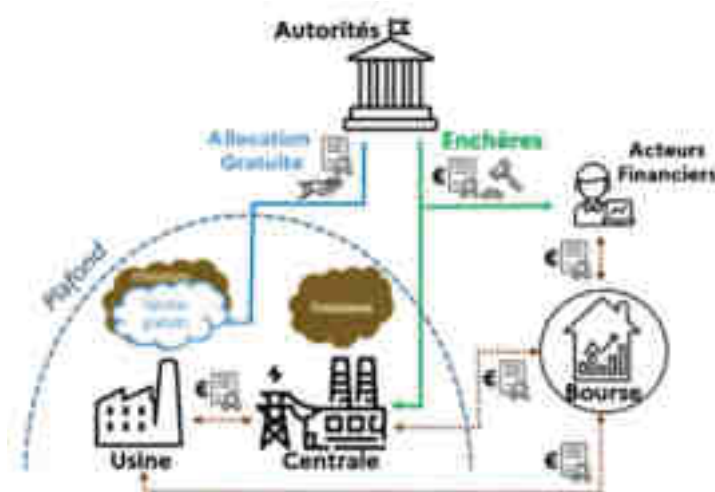 Autorités
Allocation
Gratuite
Enchères
€
Acteurs
Financiers
€
Plafond
€
€
Bourse
Usine
Centrale
€